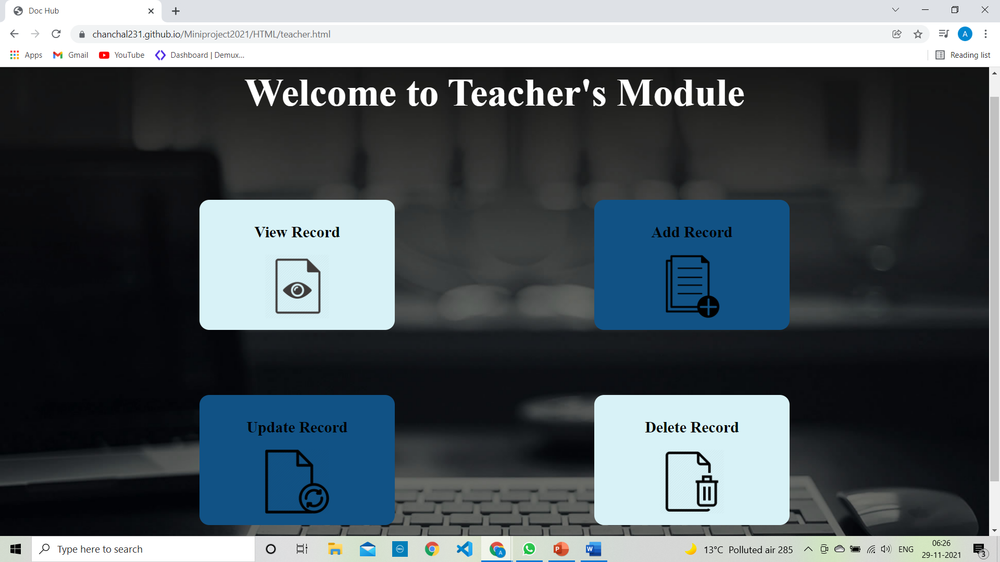 Doc Hub
chanchal231.github.io/Miniproject2021/HTML/teacher.html
A
Apps Gmail YouTube Dashboard | Demux... Reading list
Welcome to Teacher's Module
View Record
Add Record
Update Record
Delete Record
Type here to search
DELL
A
P
W
13°C Polluted air 285
ENG
06:26
29-11-2021
3